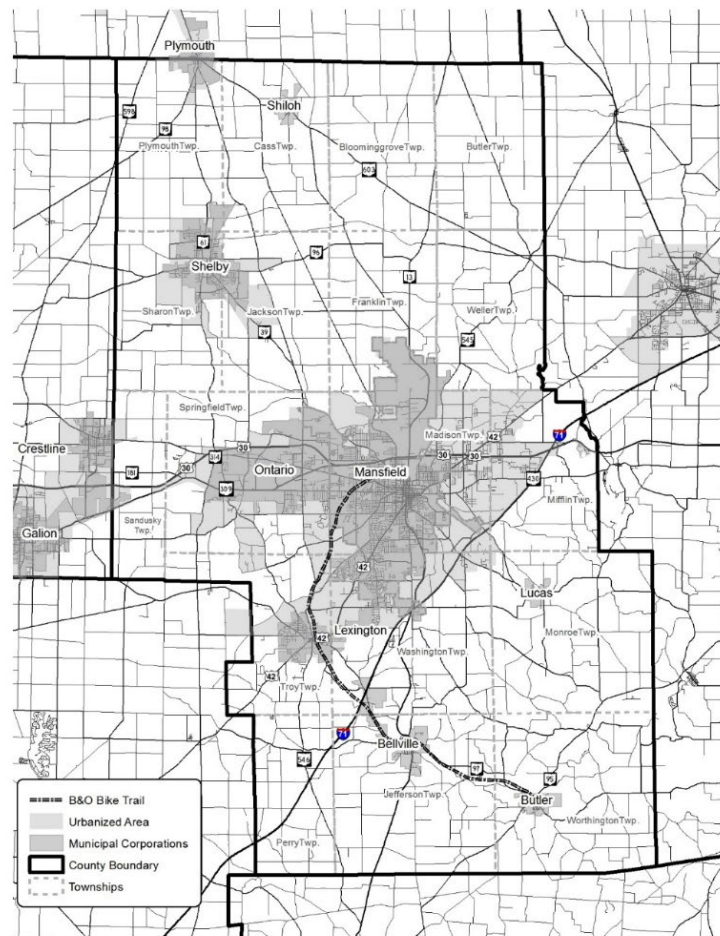 Plymouth
Shiloh
598
98
PlymouthTwp.
CassTwp.
BloominggroveTwp.
ButlerTwp.
603
61
96
Shelby
13
SharonTwp.
JacksonTwp.
FranklinTwp.
WellerTwp.
39
545
SpringfieldTwp.
MadisonTwp.
42
71
Crestline
30
314
Ontario
Mansfield
30
30
181
30
309
430
MifflinTwp.
Sandusky
Twp.
Galion
42
Lucas
Lexington
42
MonroeTwp.
WashingtonTwp.
42
TroyTwp.
71
Bellville
546
97
95
JeffersonTwp.
Butler
WorthingtonTwp.
PerryTwp.
B&O Bike Trail
Urbanized Area
Municipal Corporations
County Boundary
Townships